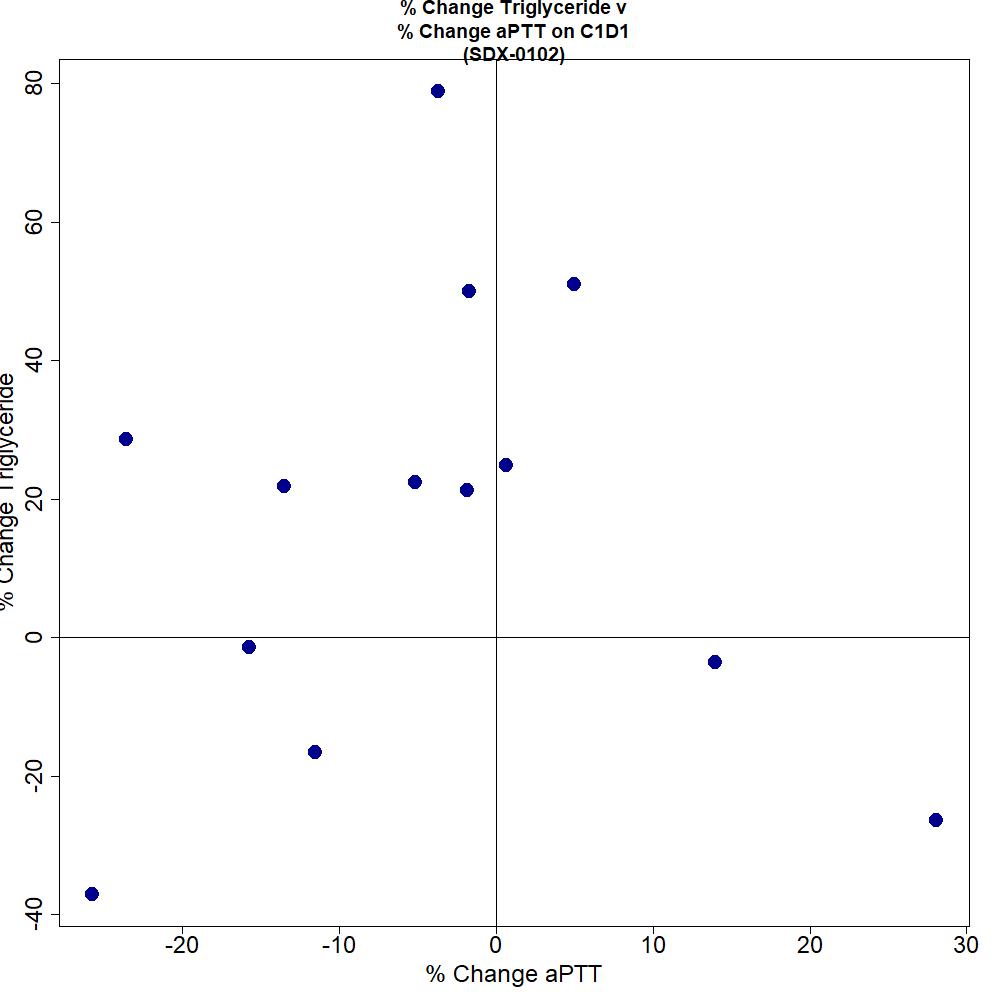 % Change Triglyceride v
% Change aPTT on C1D1
(SDX-0102)
% Change Triglyceride
80
60
40
20
0
-20
-40
-20
-10
0
10
20
30
% Change aPTT